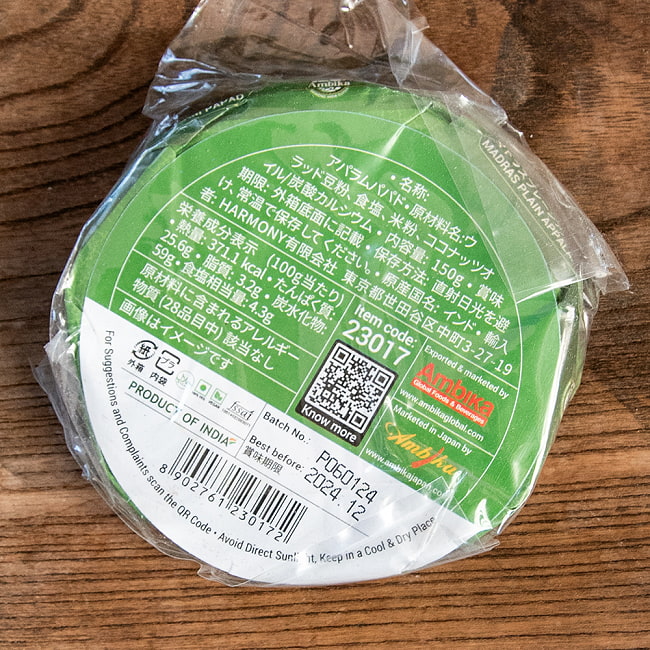 Ambika
PAPAD
MADRAS PLAIN APPAL
・名称:
アパラムパパド・原材料名:ウ
ラッド豆粉、食塩、米粉、ココナッツオ
イル/炭酸カルシウム・内容量: 150g・賞味
期限: 外箱底面に記載・保存方法: 直射日光を避
け、常温で保存してください。・原産国名: インド・輸入
者: HARMONY有限会社 東京都世田谷区中町3-27-19
栄養成分表示 (100g当たり)
・熱量: 371.1 kcal・たんぱく質:
25.6g・脂質: 3.2g・炭水化物:
59g・食塩相当量: 4.3g
原材料に含まれるアレルギー
物質 (28品目中) 該当なし
画像はイメージです
紙
外箱
プラ
内袋
fssai
PRODUCT OF INDIA
Item code:
23017
Know more
Exported & marketed by
Ambika
Global Foods & Beverages
www.ambikaglobal.com
Marketed in Japan by
Ambika
www.ambikajapan.com
Batch No.:
P060124
Best before:
賞味期限
2024.12
8902761230172
For Suggestions and Complaints scan the QR Code • Avoid Direct Sunlight, Keep in a Cool & Dry Place